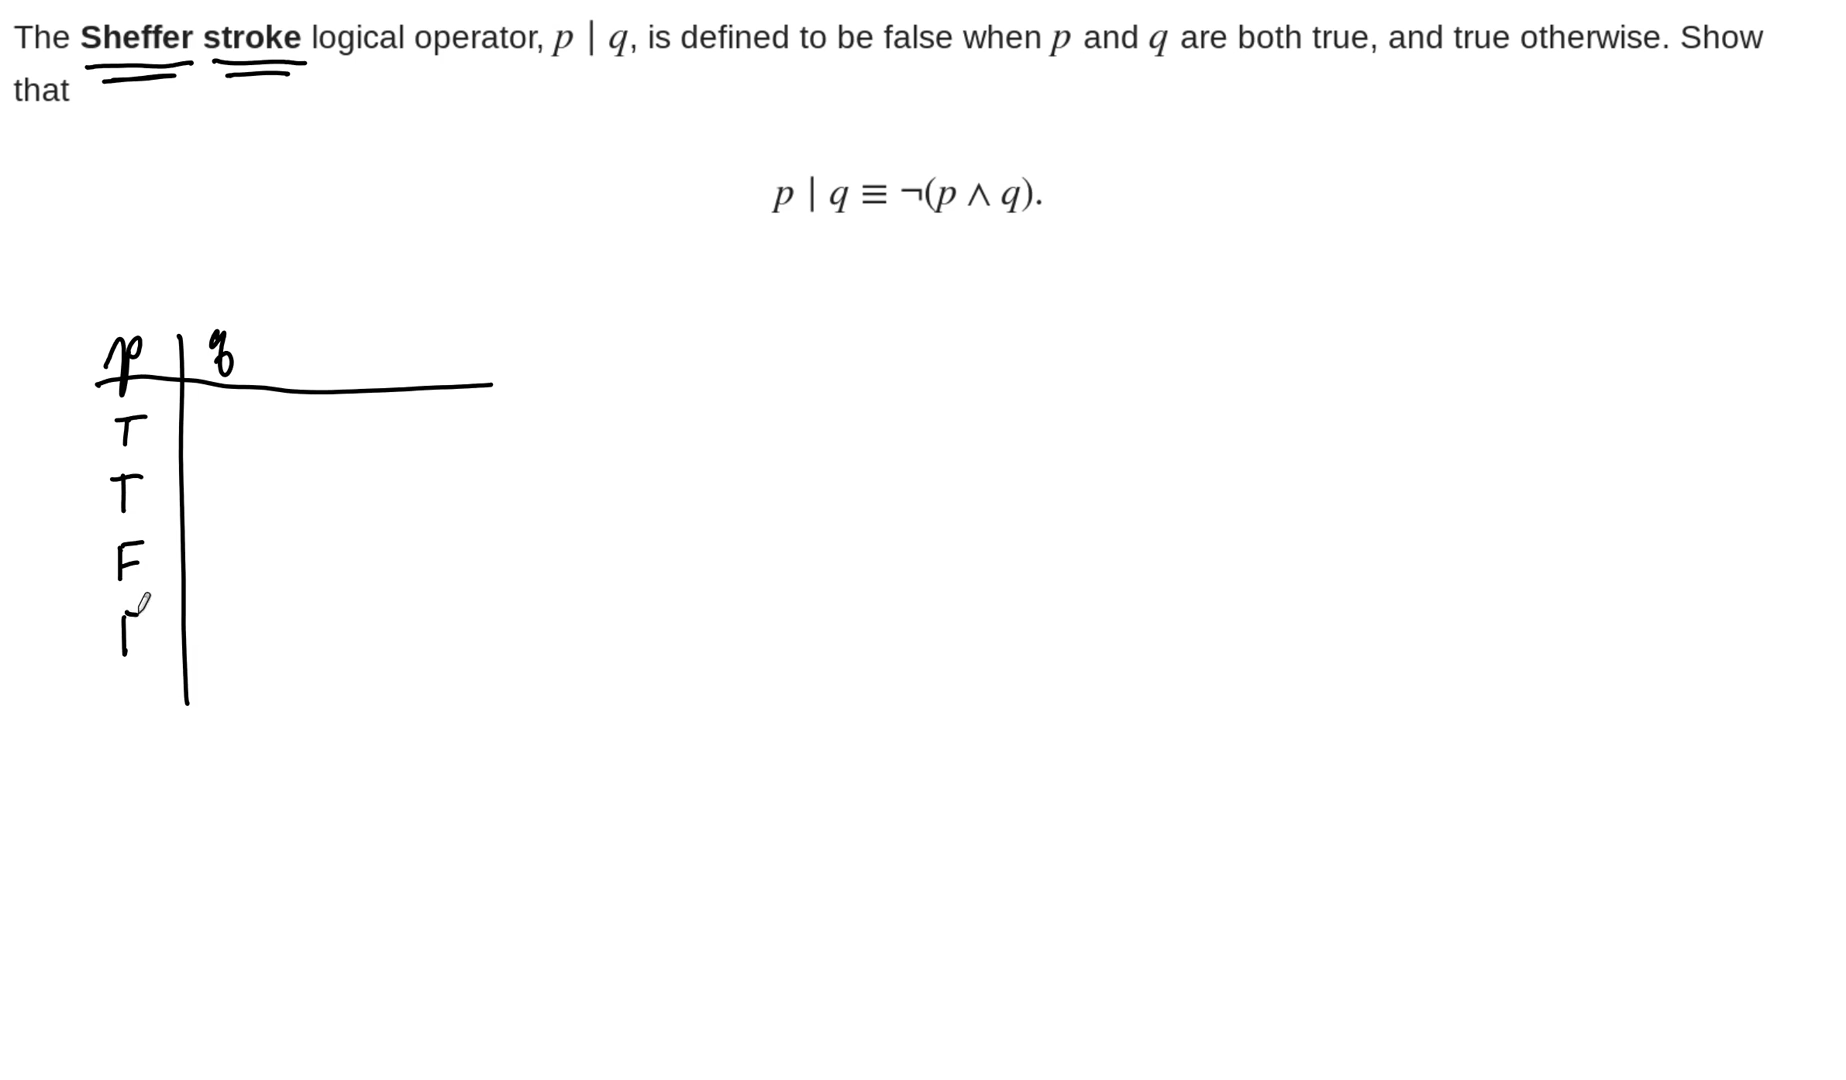 The Sheffer stroke logical operator, p | q, is defined to be false when p and q are both true, and true otherwise. Show
that
p | q ≡ ¬(p ∧ q).
p q
T
T
F